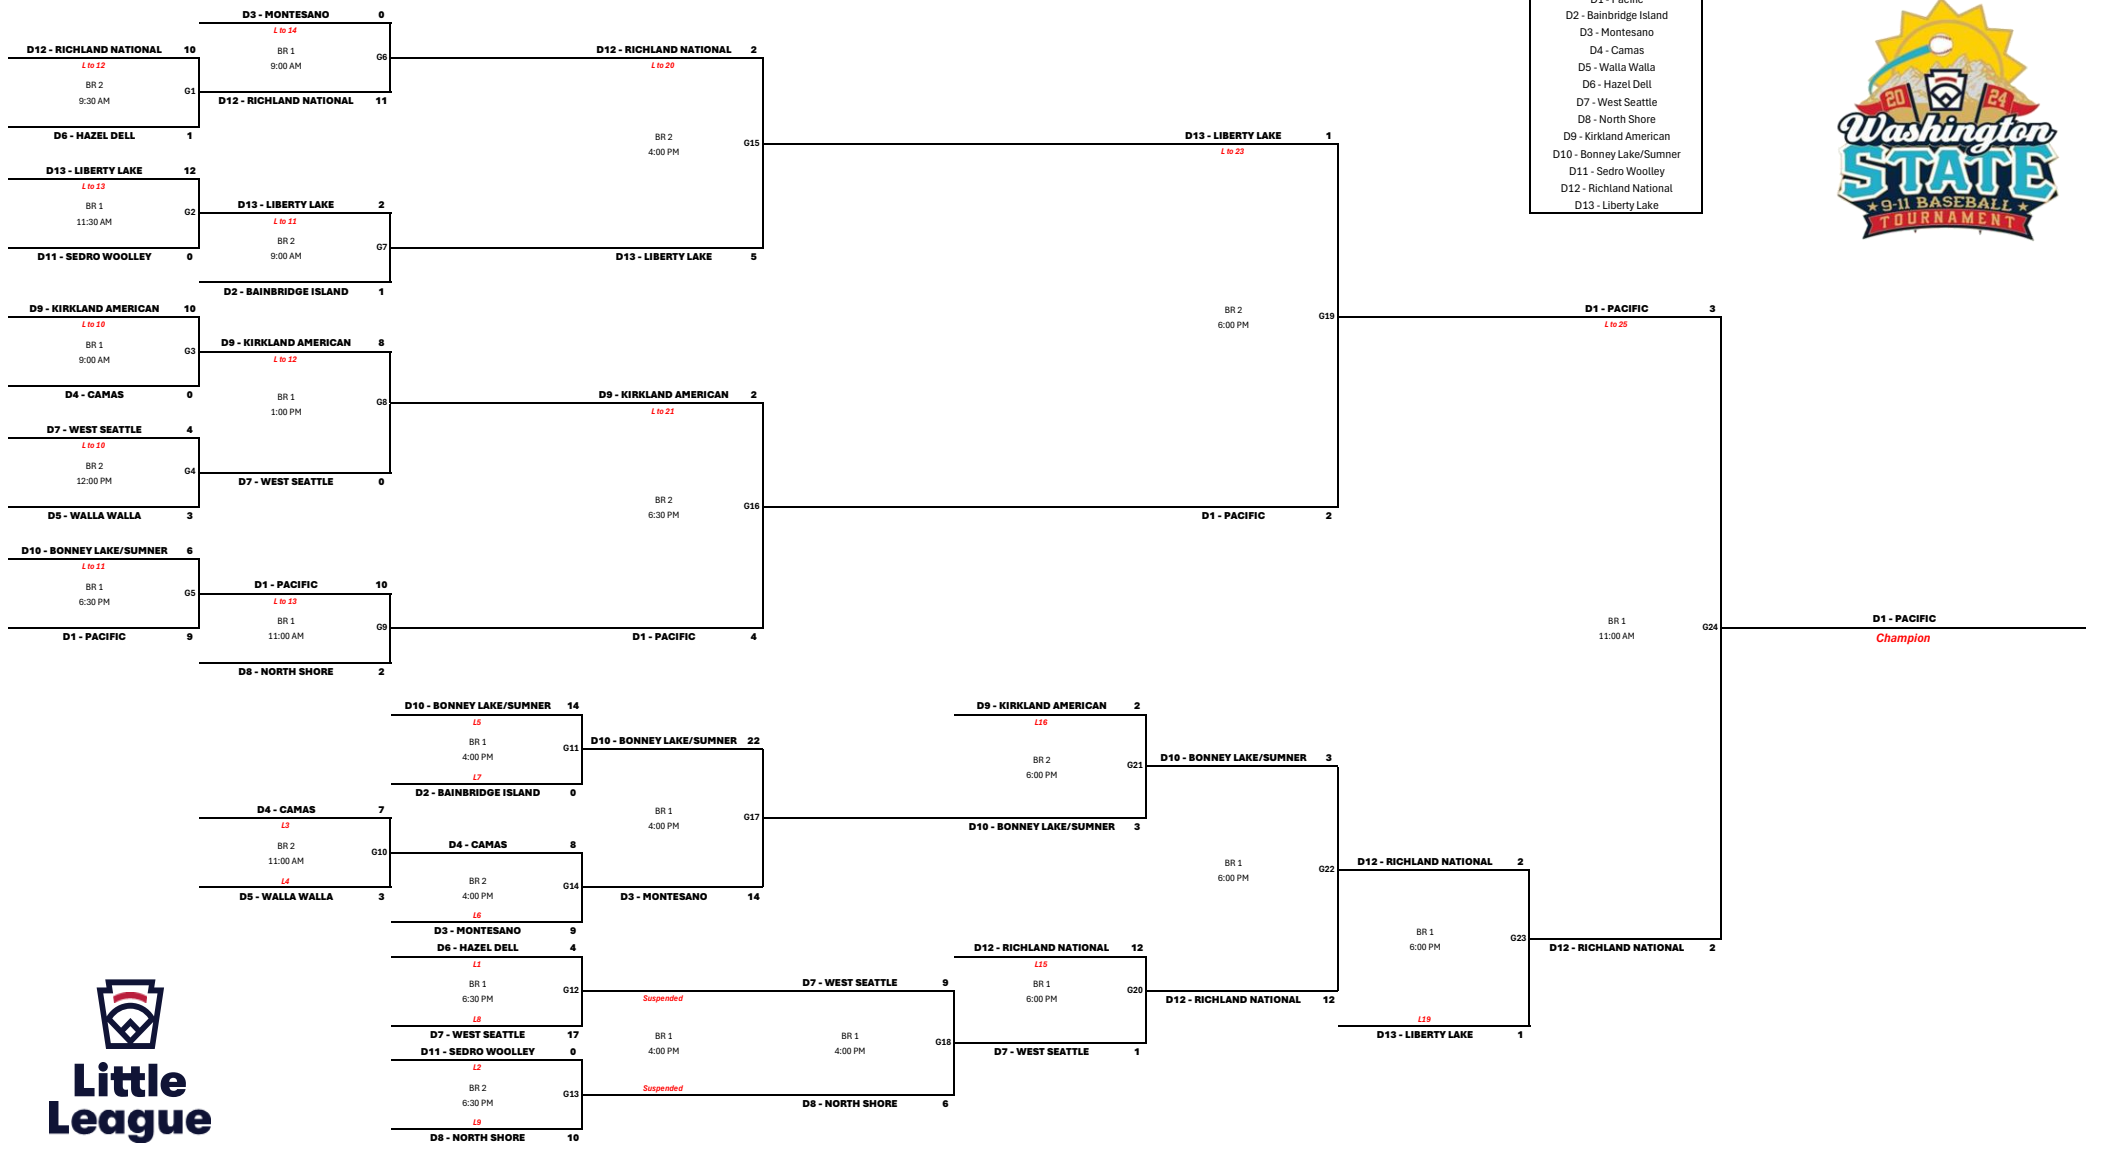 D3 - MONTESANO 0
L to 14
BR 1
9:00 AM
G6
D12 - RICHLAND NATIONAL 11
D12 - RICHLAND NATIONAL 10
L to 12
BR 2
9:30 AM
G1
D6 - HAZEL DELL 1
D13 - LIBERTY LAKE 12
L to 13
BR 1
11:30 AM
G2
D11 - SEDRO WOOLLEY 0
D13 - LIBERTY LAKE 2
L to 11
BR 2
9:00 AM
G7
D2 - BAINBRIDGE ISLAND 1
D9 - KIRKLAND AMERICAN 10
L to 10
BR 1
9:00 AM
G3
D4 - CAMAS 0
D9 - KIRKLAND AMERICAN 8
L to 12
BR 1
1:00 PM
G8
D7 - WEST SEATTLE 0
D7 - WEST SEATTLE 4
L to 10
BR 2
12:00 PM
G4
D5 - WALLA WALLA 3
D10 - BONNEY LAKE/SUMNER 6
L to 11
BR 1
6:30 PM
G5
D1 - PACIFIC 9
D1 - PACIFIC 10
L to 13
BR 1
11:00 AM
G9
D8 - NORTH SHORE 2
D12 - RICHLAND NATIONAL 2
L to 20
BR 2
4:00 PM
G15
D13 - LIBERTY LAKE 5
D9 - KIRKLAND AMERICAN 2
L to 21
BR 2
6:30 PM
G16
D1 - PACIFIC 4
D13 - LIBERTY LAKE 1
L to 23
BR 2
6:00 PM
G19
D1 - PACIFIC 2
D1 - PACIFIC 3
L to 25
BR 1
11:00 AM
G24
D12 - RICHLAND NATIONAL 2
D1 - PACIFIC
Champion
D1 - Pacific
D2 - Bainbridge Island
D3 - Montesano
D4 - Camas
D5 - Walla Walla
D6 - Hazel Dell
D7 - West Seattle
D8 - North Shore
D9 - Kirkland American
D10 - Bonney Lake/Sumner
D11 - Sedro Woolley
D12 - Richland National
D13 - Liberty Lake
20 24
Washington
STATE
9-11 BASEBALL
TOURNAMENT
D10 - BONNEY LAKE/SUMNER 14
L5
BR 1
4:00 PM
G11
L7
D2 - BAINBRIDGE ISLAND 0
D4 - CAMAS 7
L3
BR 2
11:00 AM
G10
L4
D5 - WALLA WALLA 3
D4 - CAMAS 8
BR 2
4:00 PM
G14
L6
D3 - MONTESANO 9
D10 - BONNEY LAKE/SUMNER 22
BR 1
4:00 PM
G17
D3 - MONTESANO 14
D6 - HAZEL DELL 4
L1
BR 1
6:30 PM
G12
L8
D7 - WEST SEATTLE 17
D11 - SEDRO WOOLLEY 0
L2
BR 2
6:30 PM
G13
L9
D8 - NORTH SHORE 10
D7 - WEST SEATTLE 9
Suspended
BR 1 BR 1
4:00 PM 4:00 PM
G18
Suspended
D8 - NORTH SHORE 6
D9 - KIRKLAND AMERICAN 2
L16
BR 2
6:00 PM
G21
D10 - BONNEY LAKE/SUMNER 3
D12 - RICHLAND NATIONAL 12
L15
BR 1
6:00 PM
G20
D7 - WEST SEATTLE 1
D10 - BONNEY LAKE/SUMNER 3
BR 1
6:00 PM
G22
D12 - RICHLAND NATIONAL 12
D12 - RICHLAND NATIONAL 2
BR 1
6:00 PM
G23
L19
D13 - LIBERTY LAKE 1
Little
League